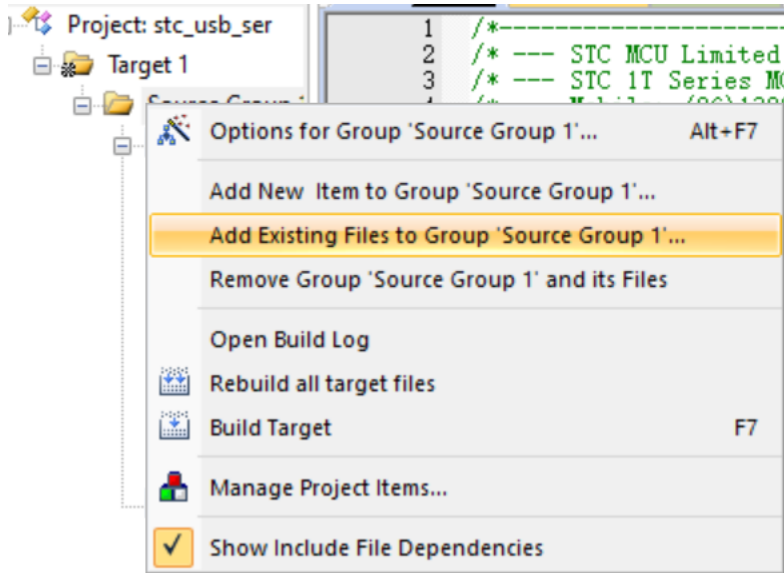 Project: stc_usb_ser
Target 1
1 /*--------------------
2 /* --- STC MCU Limited
3 /* --- STC 1T Series M
Options for Group 'Source Group 1'... Alt+F7
Add New Item to Group 'Source Group 1'...
Add Existing Files to Group 'Source Group 1'...
Remove Group 'Source Group 1' and its Files
Open Build Log
Rebuild all target files
Build Target F7
Manage Project Items...
Show Include File Dependencies